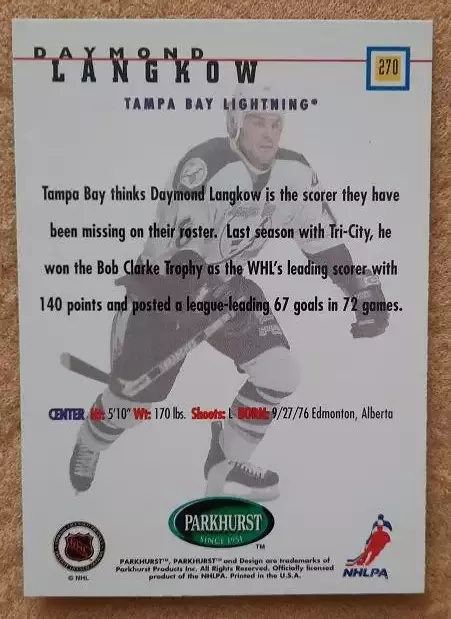 DAYMOND
LANGKOW
270
TAMPA BAY LIGHTNING®
Tampa Bay thinks Daymond Langkow is the scorer they have
been missing on their roster. Last season with Tri-City, he
won the Bob Clarke Trophy as the WHL's leading scorer with
140 points and posted a league-leading 67 goals in 72 games.
CENTER Ht: 5'10" Wt: 170 lbs. Shoots: L BORN: 9/27/76 Edmonton, Alberta
PARKHURST
SINCE 1951
TM
NHL
© NHL
PARKHURST™, PARKHURST™ and Design are trademarks of
Parkhurst Products Inc. All Rights Reserved. Officially licensed
product of the NHLPA. Printed in the U.S.A.
NHLPA